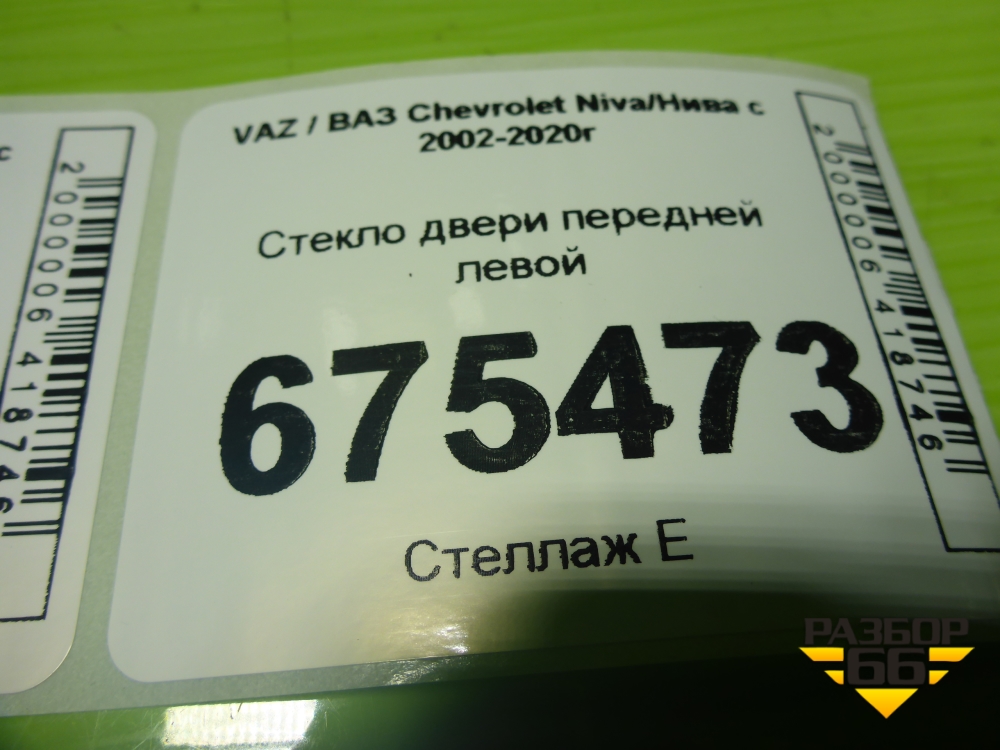 VAZ / ВАЗ Chevrolet Niva/Нива с
2002-2020г
Стекло двери передней
левой
675473
Стеллаж Е
2000006418746
с
2000006418746
РАЗБОР
66